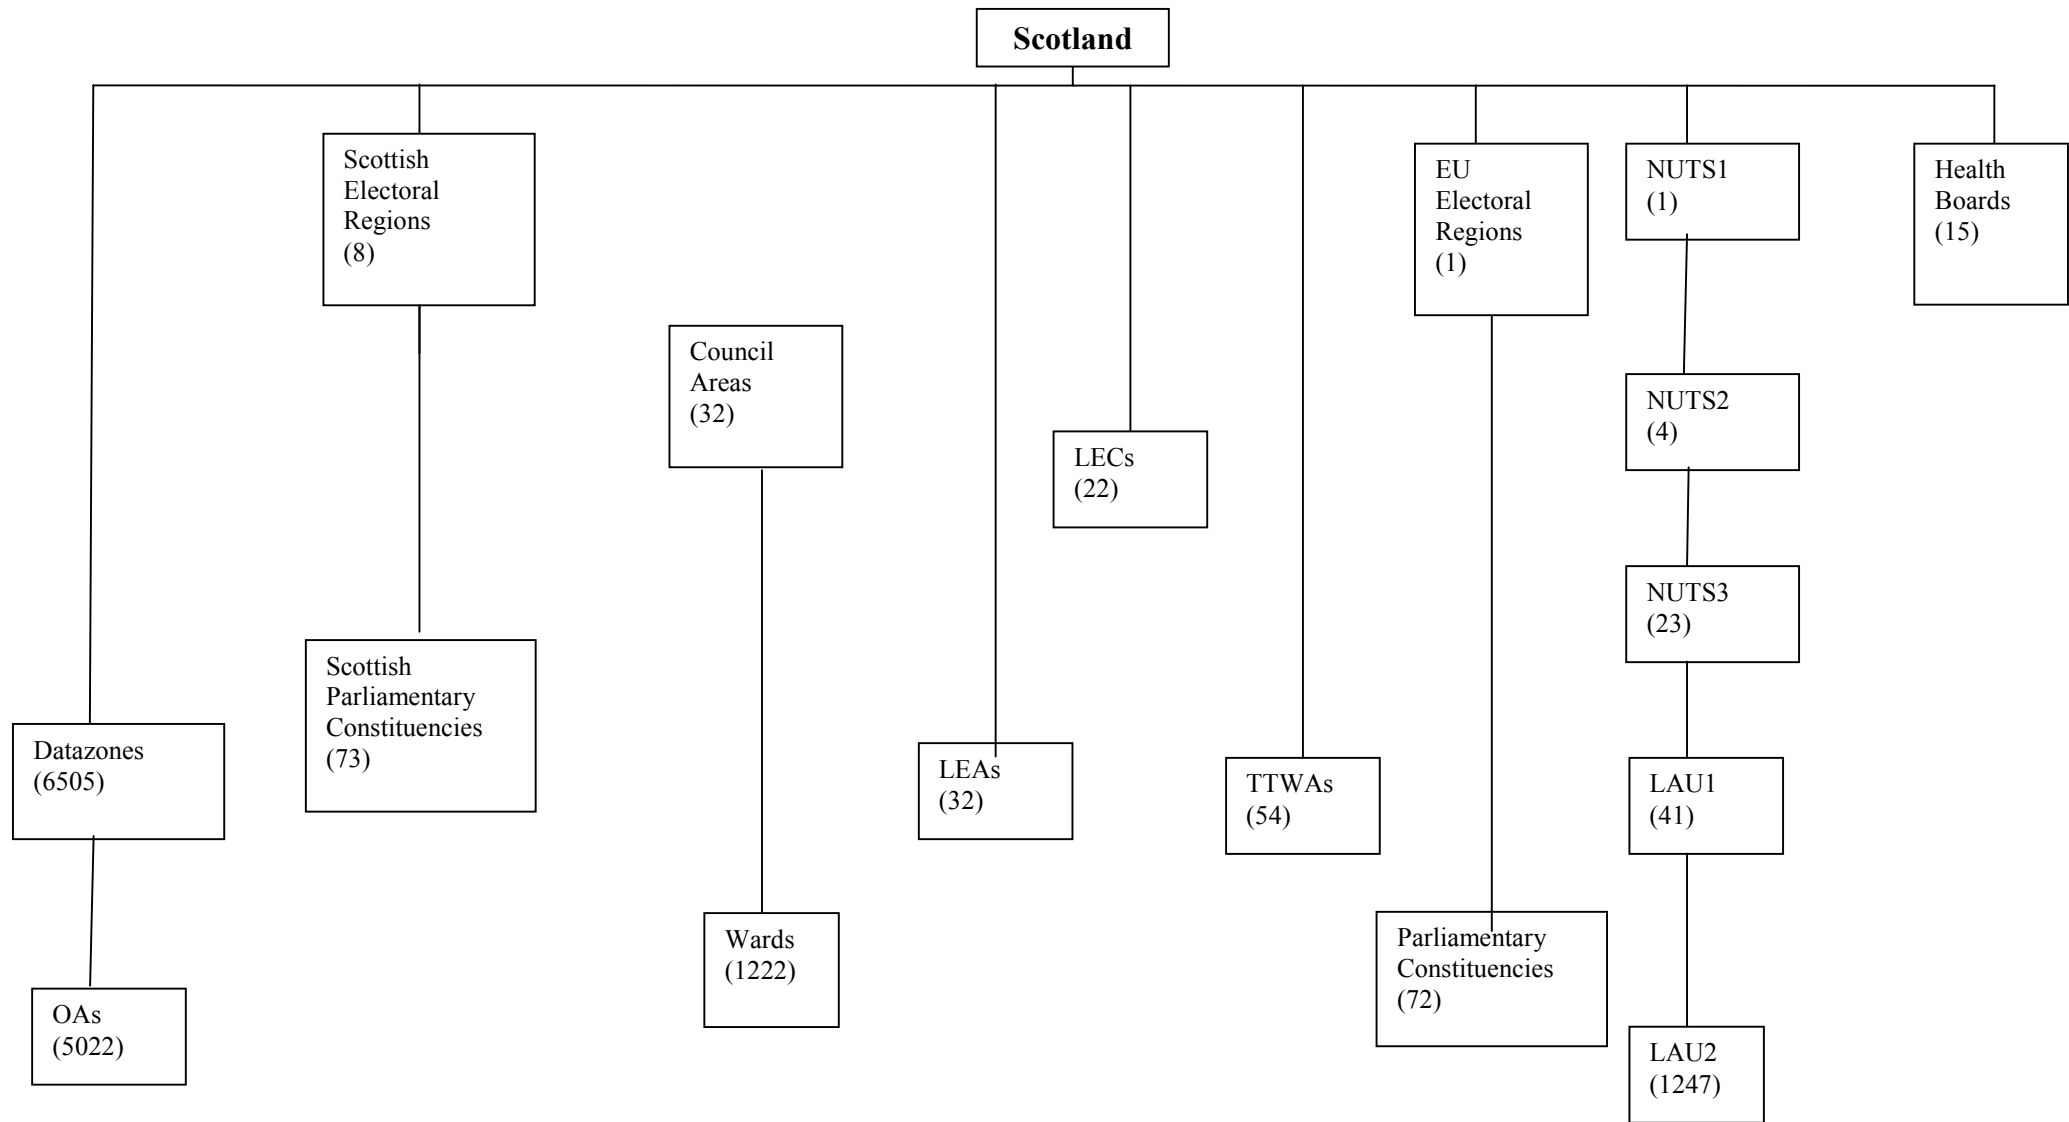 Scotland
Scottish
Electoral
Regions
(8)
EU
Electoral
Regions
(1)
NUTS1
(1)
Health
Boards
(15)
Council
Areas
(32)
LECs
(22)
NUTS2
(4)
NUTS3
(23)
Scottish
Parliamentary
Constituencies
(73)
Datazones
(6505)
LEAs
(32)
TTWAs
(54)
LAU1
(41)
Wards
(1222)
Parliamentary
Constituencies
(72)
OAs
(5022)
LAU2
(1247)